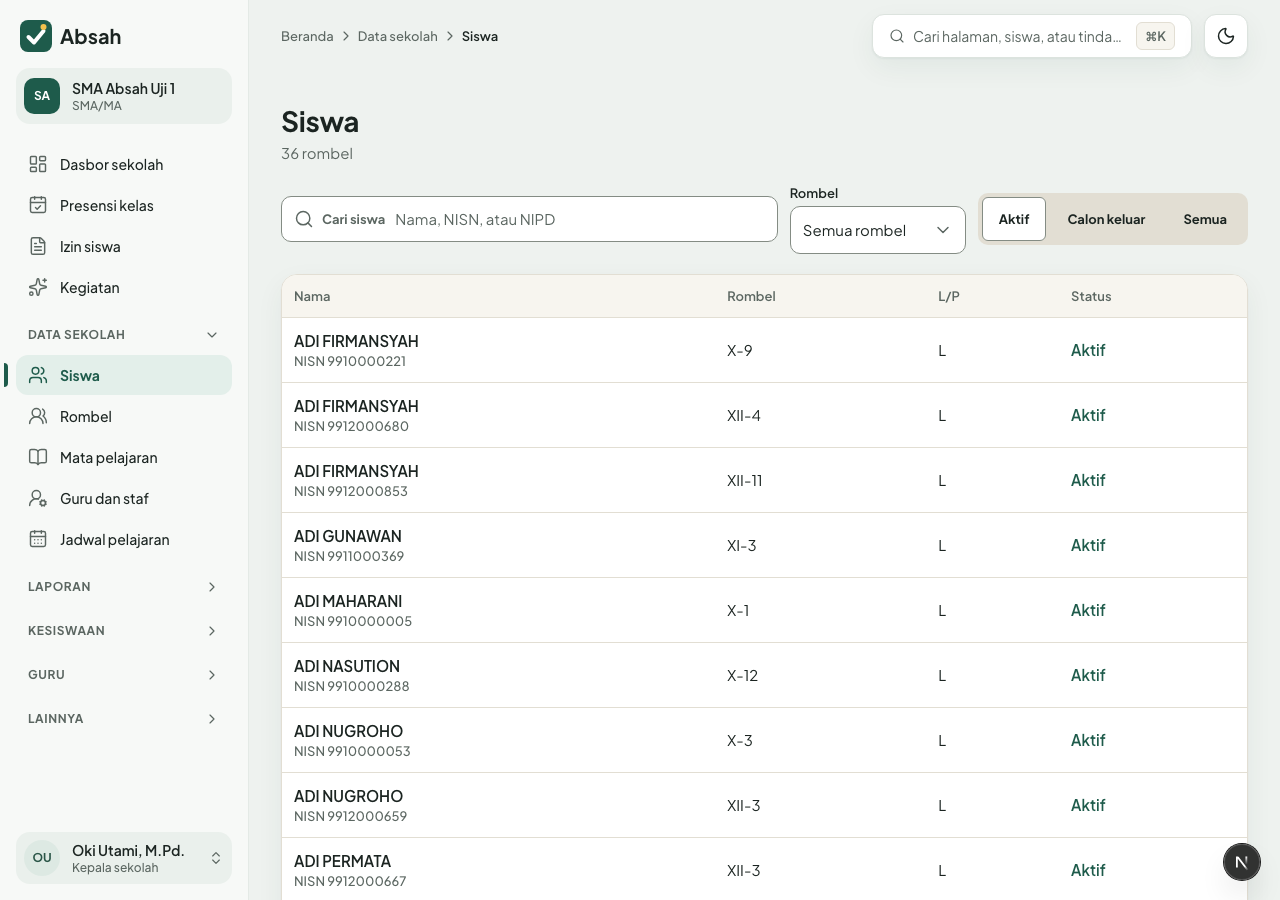 Absah
SA
SMA Absah Uji 1
SMA/MA
Dasbor sekolah
Presensi kelas
Izin siswa
Kegiatan
DATA SEKOLAH
Siswa
Rombel
Mata pelajaran
Guru dan staf
Jadwal pelajaran
LAPORAN
KESISWAAN
GURU
LAINNYA
OU
Oki Utami, M.Pd.
Kepala sekolah
Beranda > Data sekolah > Siswa
Cari halaman, siswa, atau tinda... ⌘K
Siswa
36 rombel
Cari siswa Nama, NISN, atau NIPD
Rombel
Semua rombel
Aktif Calon keluar Semua
Nama Rombel L/P Status
ADI FIRMANSYAH
NISN 9910000221
X-9 L Aktif
ADI FIRMANSYAH
NISN 9912000680
XII-4 L Aktif
ADI FIRMANSYAH
NISN 9912000853
XII-11 L Aktif
ADI GUNAWAN
NISN 9911000369
XI-3 L Aktif
ADI MAHARANI
NISN 9910000005
X-1 L Aktif
ADI NASUTION
NISN 9910000288
X-12 L Aktif
ADI NUGROHO
NISN 9910000053
X-3 L Aktif
ADI NUGROHO
NISN 9912000659
XII-3 L Aktif
ADI PERMATA
NISN 9912000667
XII-3 L Aktif
N